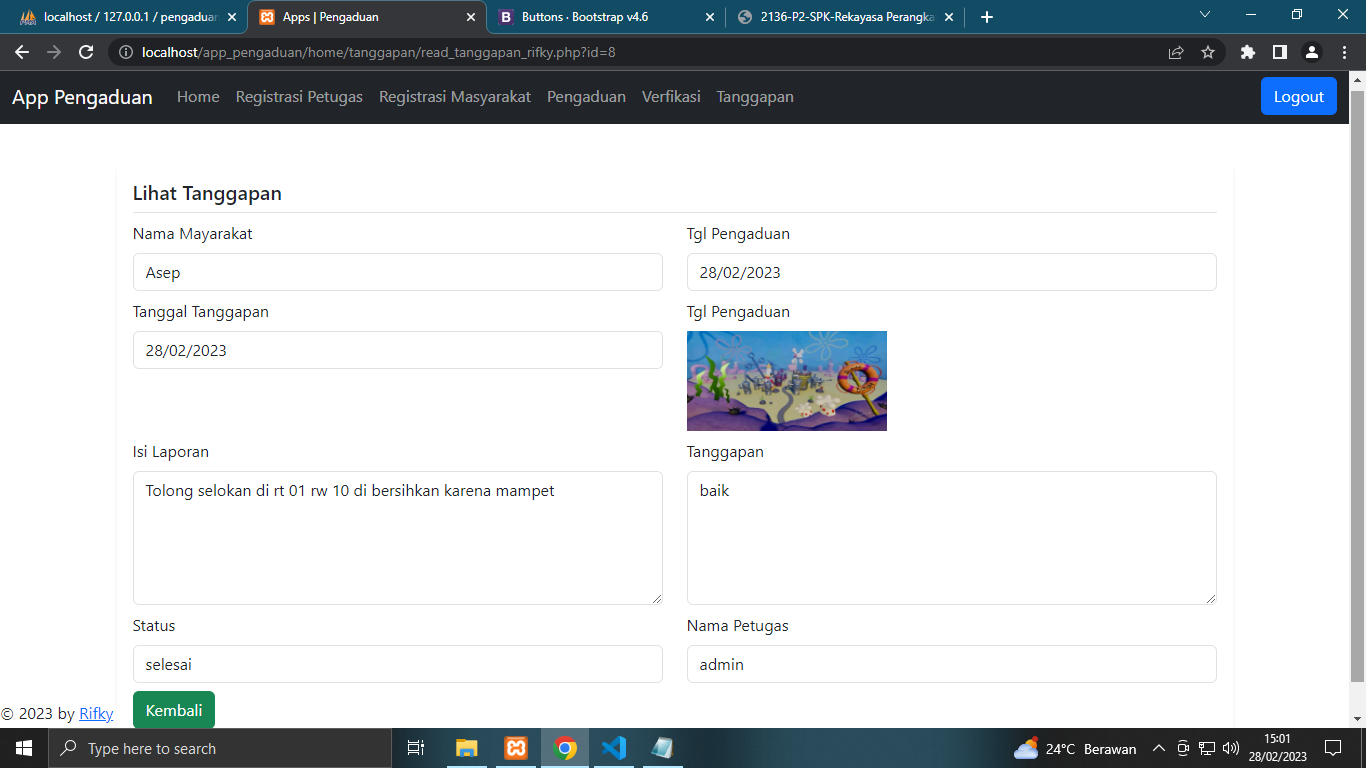 localhost / 127.0.0.1 / pengaduan
Apps | Pengaduan
Buttons · Bootstrap v4.6
2136-P2-SPK-Rekayasa Perangka
localhost/app_pengaduan/home/tanggapan/read_tanggapan_rifky.php?id=8
App Pengaduan Home Registrasi Petugas Registrasi Masyarakat Pengaduan Verfikasi Tanggapan Logout
Lihat Tanggapan
Nama Mayarakat Tgl Pengaduan
Asep 28/02/2023
Tanggal Tanggapan Tgl Pengaduan
28/02/2023
Isi Laporan Tanggapan
Tolong selokan di rt 01 rw 10 di bersihkan karena mampet baik
Status Nama Petugas
selesai admin
Kembali
© 2023 by Rifky
Type here to search
24°C Berawan
15:01
28/02/2023